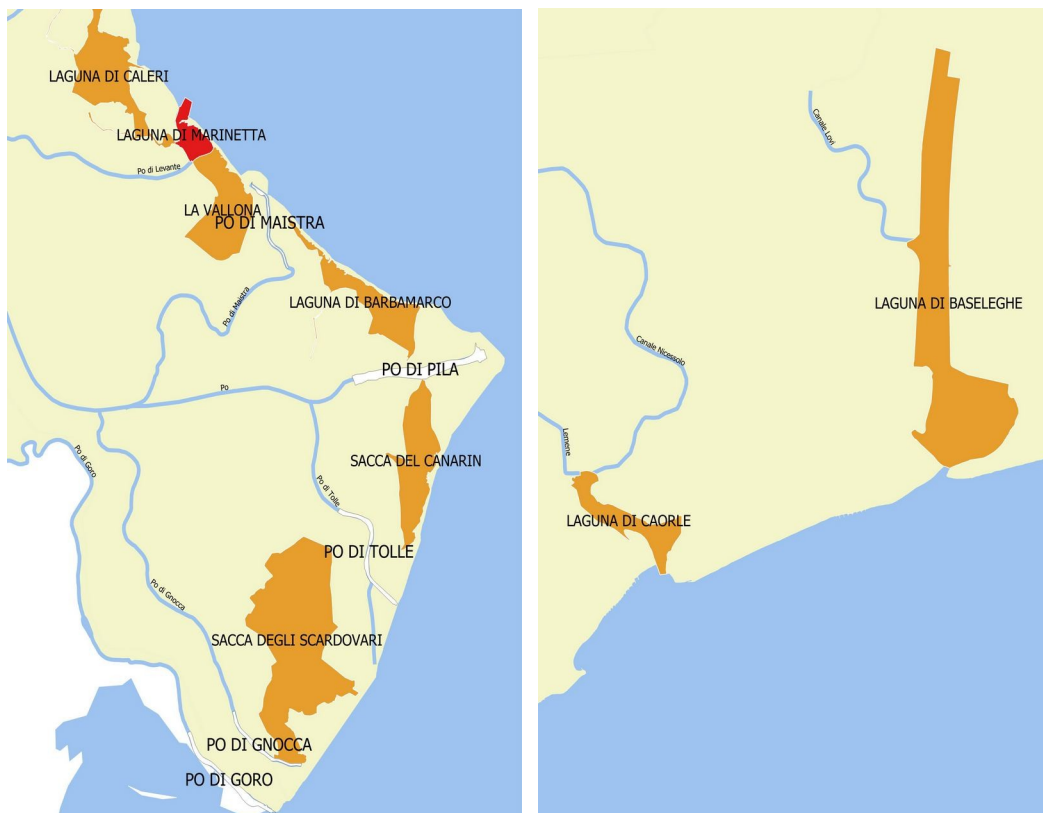 LAGUNA DI CALERI
LAGUNA DI MARINETTA
Po di Levante
LA VALLONA
PO DI MAISTRA
Po di Maistra
LAGUNA DI BARBAMARCO
PO DI PILA
Po
Po di Goro
SACCA DEL CANARIN
Po di Tolle
PO DI TOLLE
Po di Gnocca
SACCA DEGLI SCARDOVARI
PO DI GNOCCA
PO DI GORO
Canale Lovi
LAGUNA DI BASELEGHE
Canale Nicessolo
Lemene
LAGUNA DI CAORLE